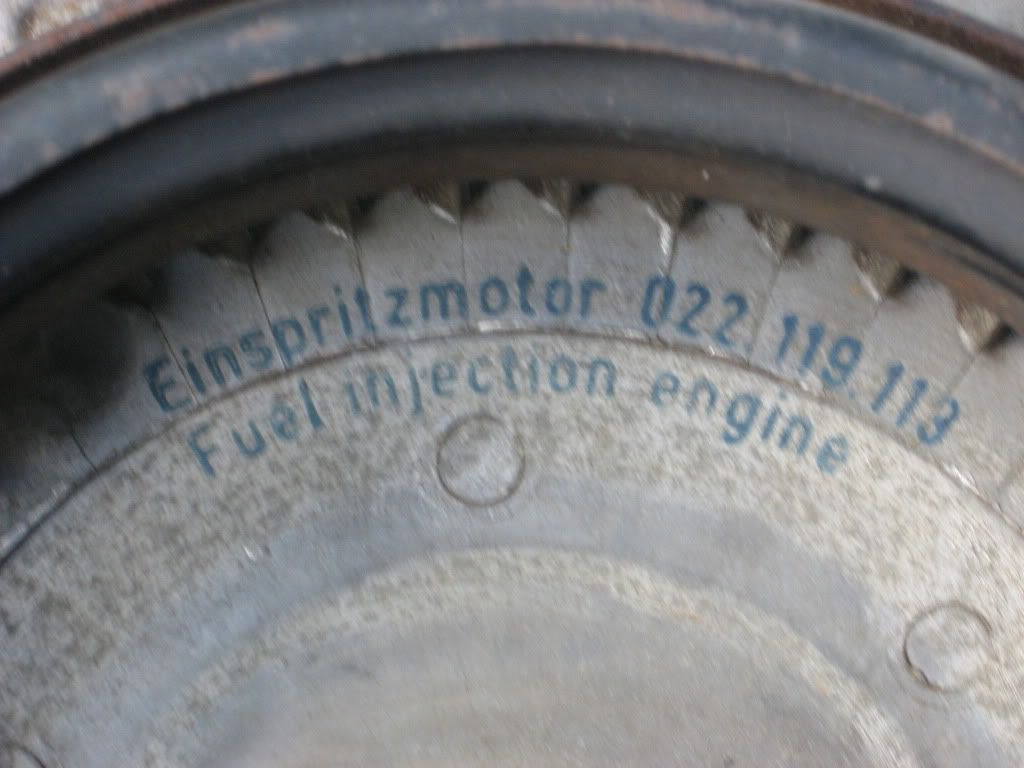 Einspritzmotor 022.119.113
Fuel injection engine